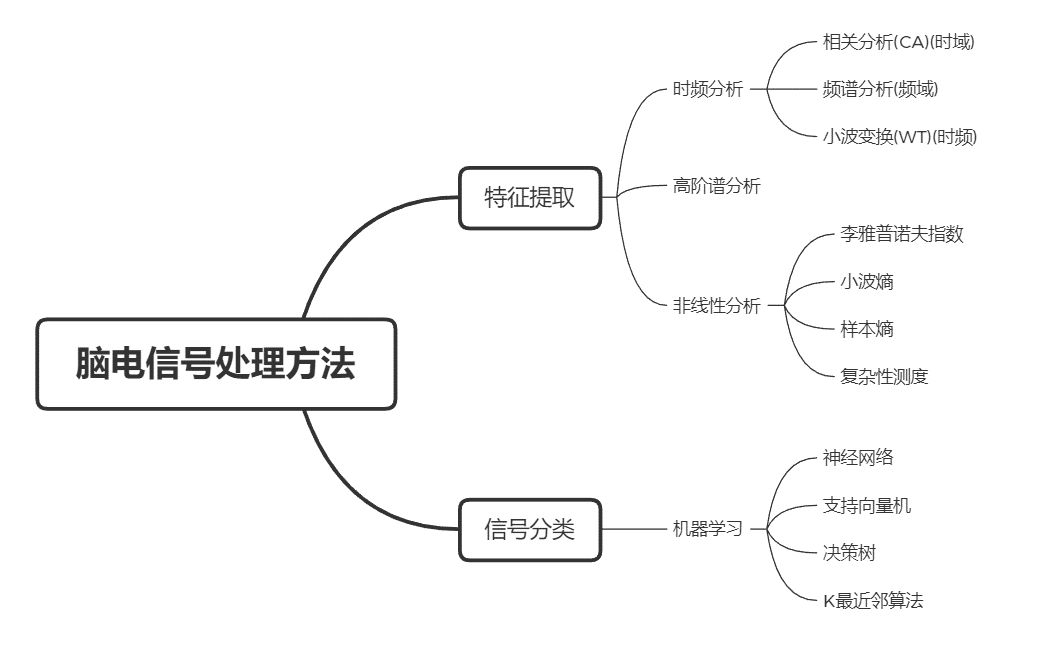 脑电信号处理方法
特征提取
时频分析
相关分析(CA)(时域)
频谱分析(频域)
小波变换(WT)(时频)
高阶谱分析
非线性分析
李雅普诺夫指数
小波熵
样本熵
复杂性测度
信号分类
机器学习
神经网络
支持向量机
决策树
K最近邻算法